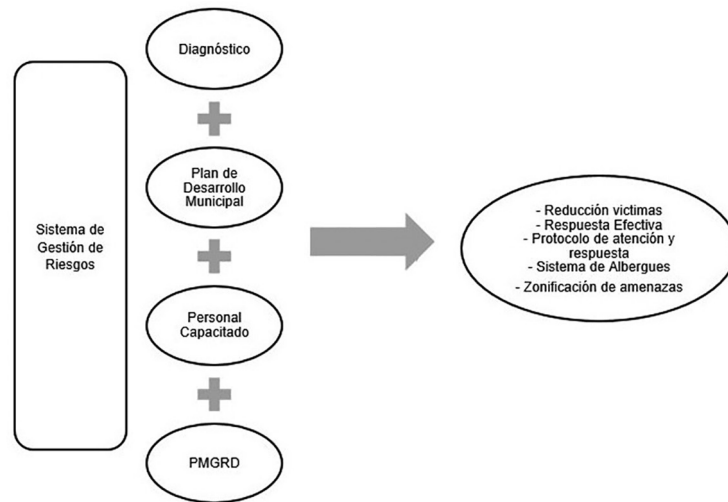 Diagnóstico
Plan de
Desarrollo
Municipal
Sistema de
Gestión de
Riesgos
Personal
Capacitado
PMGRD
- Reducción victimas
- Respuesta Efectiva
- Protocolo de atención y
respuesta
- Sistema de Albergues
- Zonificación de amenazas